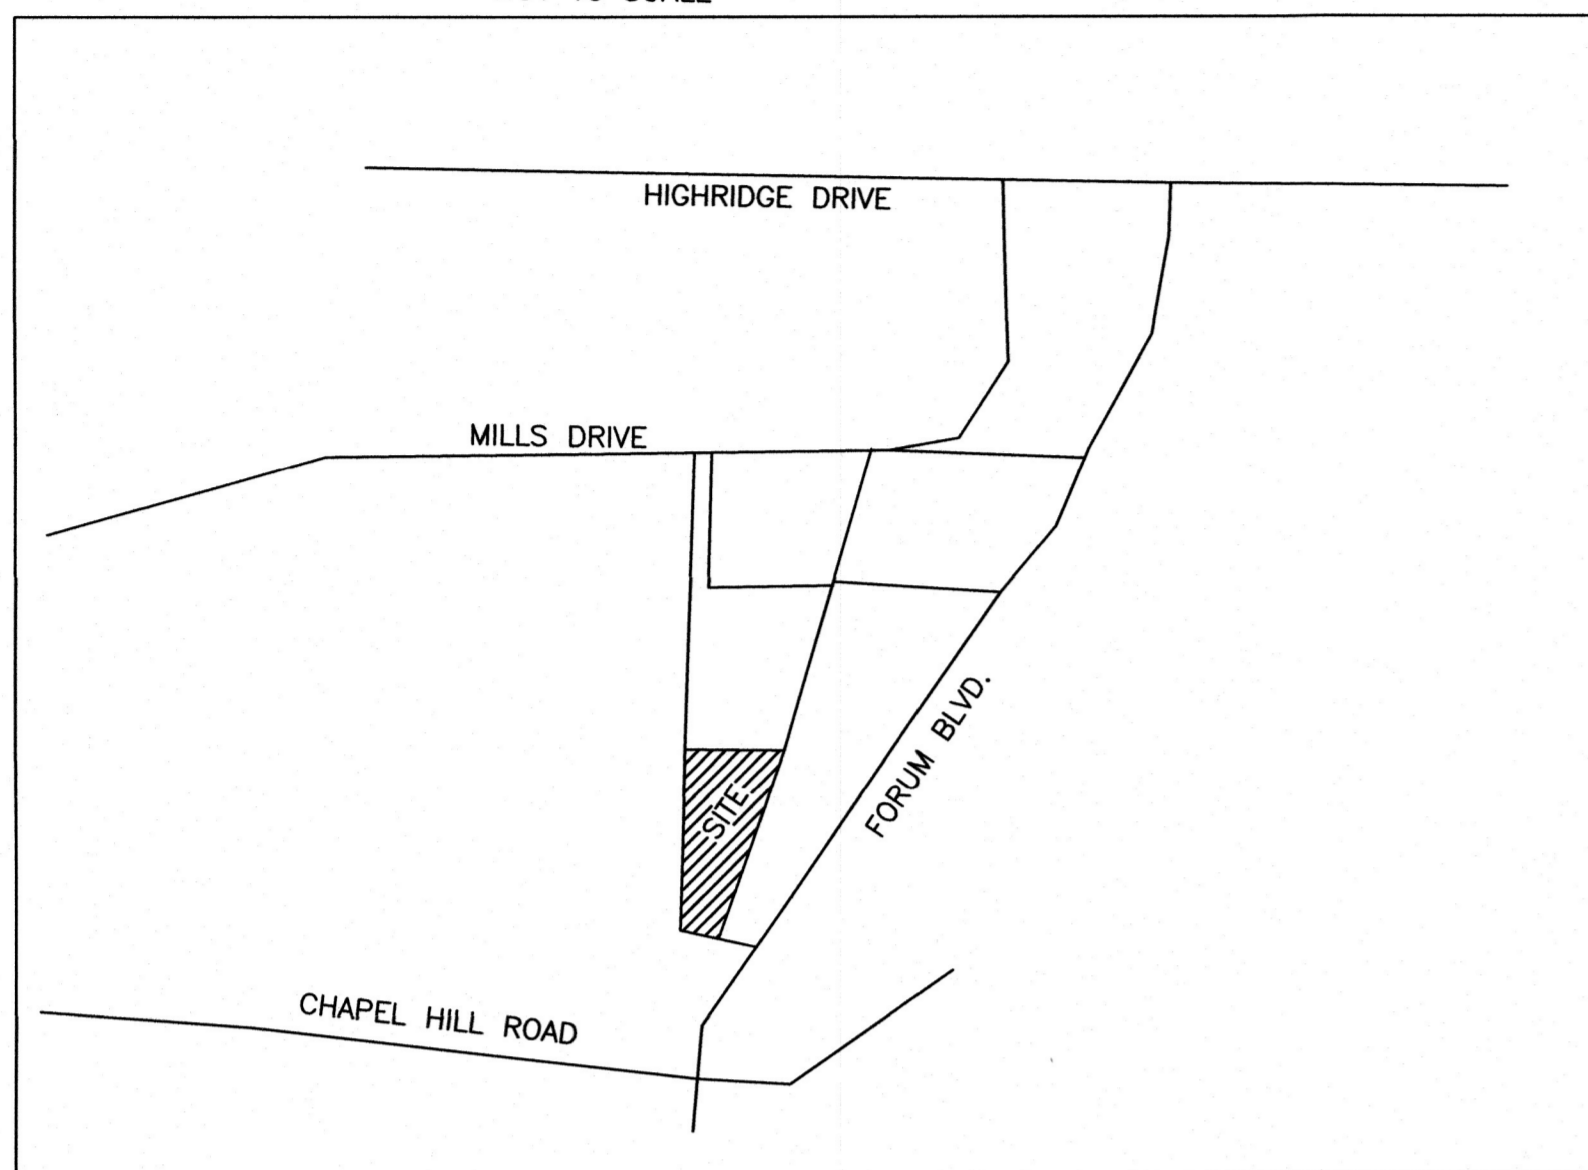 HIGHRIDGE DRIVE
MILLS DRIVE
FORUM BLVD.
SITE
CHAPEL HILL ROAD